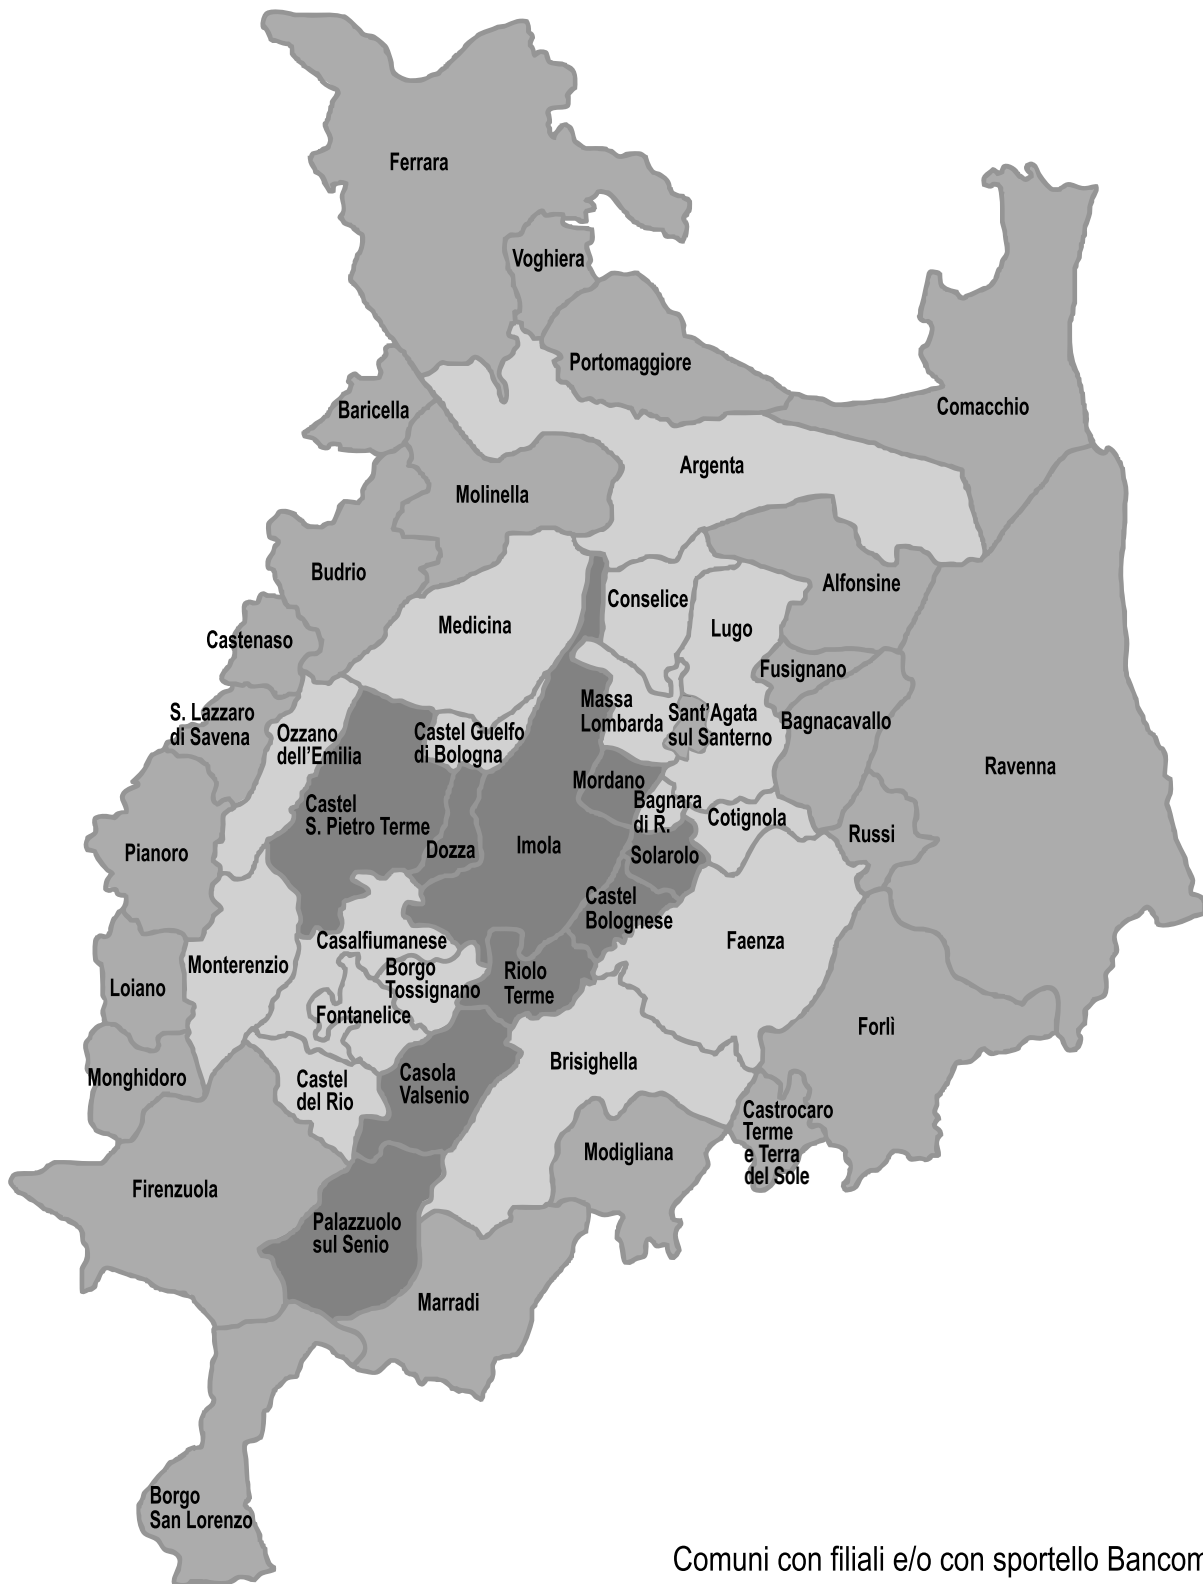 Ferrara
Voghiera
Portomaggiore
Baricella
Comacchio
Argenta
Molinella
Budrio
Alfonsine
Conselice
Medicina
Lugo
Castenaso
Fusignano
S. Lazzaro
di Savena
Ozzano
dell'Emilia
Castel Guelfo
di Bologna
Massa
Lombarda
Sant'Agata
sul Santerno
Bagnacavallo
Ravenna
Mordano
Castel
S. Pietro Terme
Bagnara
di R.
Cotignola
Russi
Pianoro
Dozza
Imola
Solarolo
Castel
Bolognese
Faenza
Casalfiumanese
Monterenzio
Borgo
Tossignano
Riolo
Terme
Loiano
Fontanelice
Forlì
Brisighella
Monghidoro
Castel
del Rio
Casola
Valsenio
Castrocaro
Terme
e Terra
del Sole
Modigliana
Firenzuola
Palazzuolo
sul Senio
Marradi
Borgo
San Lorenzo
Comuni con filiali e/o con sportello Bancom